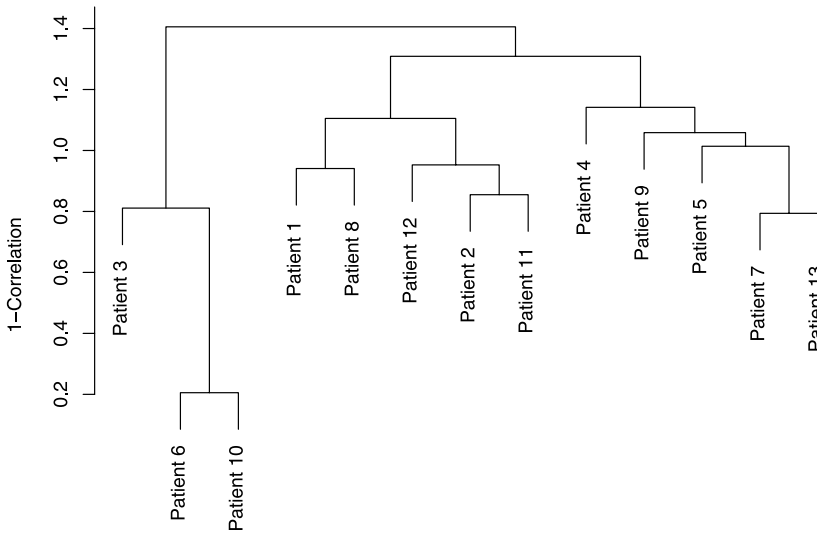 1−Correlation
1.4
1.2
1.0
0.8
0.6
0.4
0.2
Patient 3
Patient 6
Patient 10
Patient 1
Patient 8
Patient 12
Patient 2
Patient 11
Patient 4
Patient 9
Patient 5
Patient 7
Patient 13